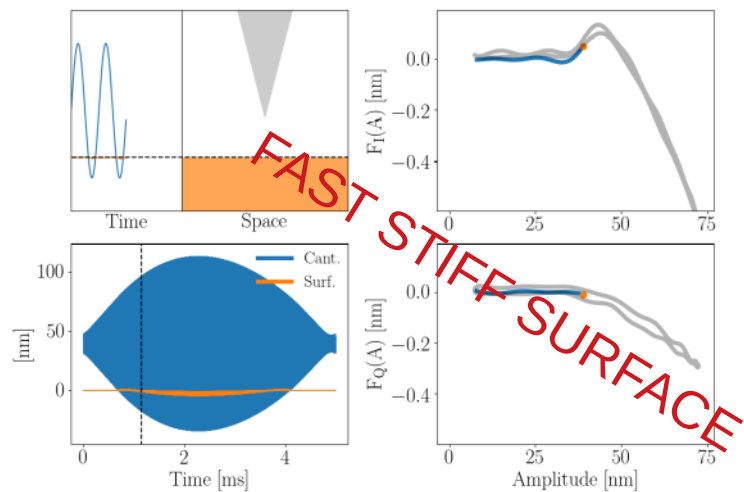 Time
Space
0.0
−0.2
−0.4
F_I(A) [nm]
0
25
50
75
FAST STIFF SURFACE
100
50
0
[nm]
Cant.
Surf.
0
2
4
Time [ms]
0.0
−0.2
−0.4
F_Q(A) [nm]
0
25
50
75
Amplitude [nm]